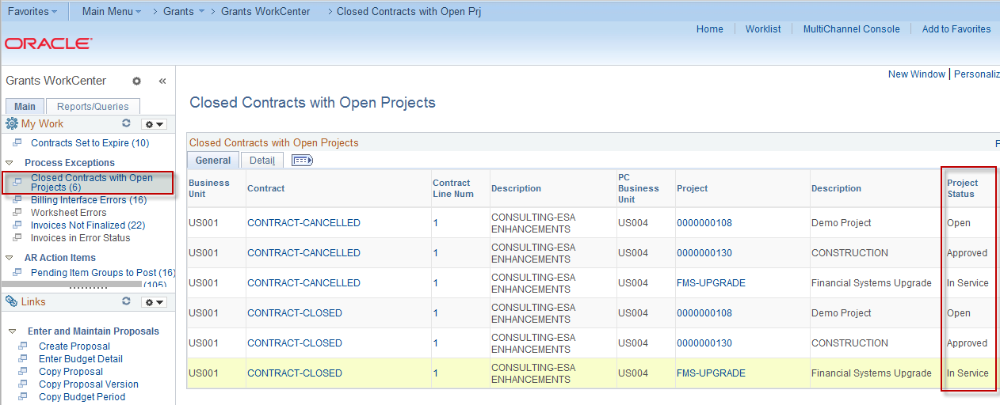 Favorites Main Menu > Grants > Grants WorkCenter > Closed Contracts with Open Prj
Home Worklist MultiChannel Console Add to Favorites
ORACLE
New Window | Personaliz
Grants WorkCenter «
Main Reports/Queries
My Work
Contracts Set to Expire (10)
Process Exceptions
Closed Contracts with Open
Projects (6)
Billing Interface Errors (16)
Worksheet Errors
Invoices Not Finalized (22)
Invoices in Error Status
AR Action Items
Pending Item Groups to Post (16)
(105)
Links
Enter and Maintain Proposals
Create Proposal
Enter Budget Detail
Copy Proposal
Copy Proposal Version
Copy Budget Period
Closed Contracts with Open Projects
Closed Contracts with Open Projects
General Detail
Business
Unit
Contract
Contract
Line Num
Description
PC
Business
Unit
Project
Description
Project
Status
US001 CONTRACT-CANCELLED 1 CONSULTING-ESA
ENHANCEMENTS
US004 0000000108 Demo Project Open
US001 CONTRACT-CANCELLED 1 CONSULTING-ESA
ENHANCEMENTS
US004 0000000130 CONSTRUCTION Approved
US001 CONTRACT-CANCELLED 1 CONSULTING-ESA
ENHANCEMENTS
US004 FMS-UPGRADE Financial Systems Upgrade In Service
US001 CONTRACT-CLOSED 1 CONSULTING-ESA
ENHANCEMENTS
US004 0000000108 Demo Project Open
US001 CONTRACT-CLOSED 1 CONSULTING-ESA
ENHANCEMENTS
US004 0000000130 CONSTRUCTION Approved
US001 CONTRACT-CLOSED 1 CONSULTING-ESA
ENHANCEMENTS
US004 FMS-UPGRADE Financial Systems Upgrade In Service